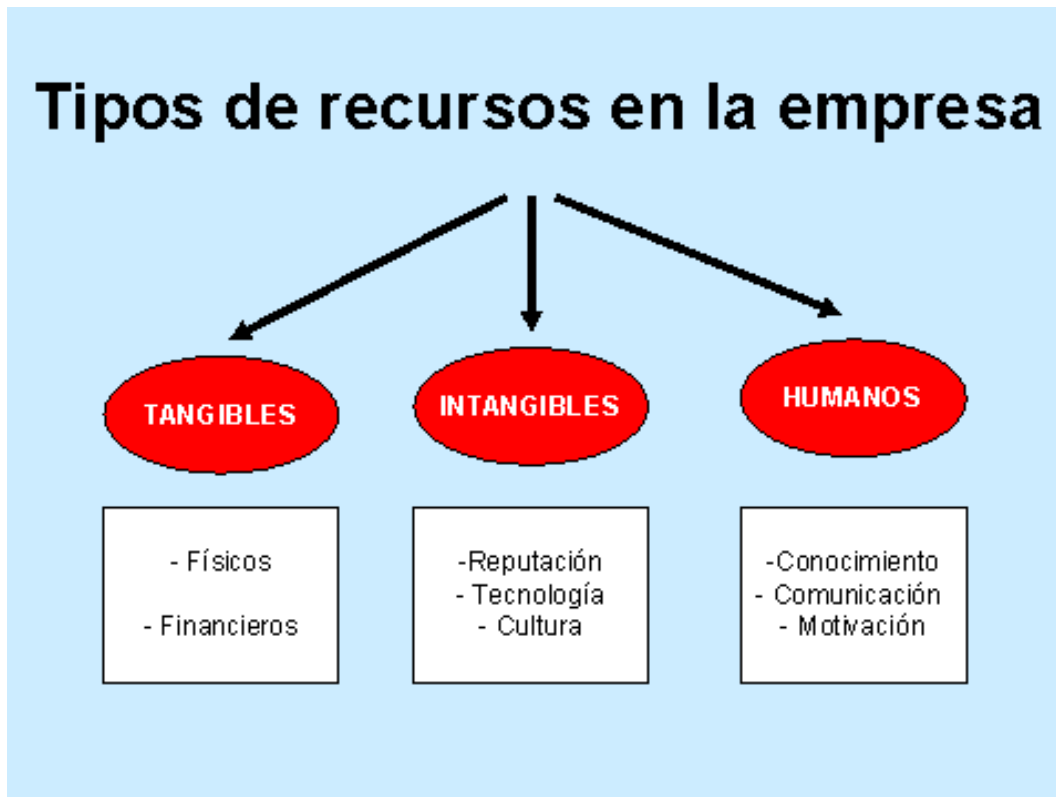 Tipos de recursos en la empresa
TANGIBLES
- Físicos
- Financieros
INTANGIBLES
-Reputación
- Tecnología
- Cultura
HUMANOS
-Conocimiento
- Comunicación
- Motivación